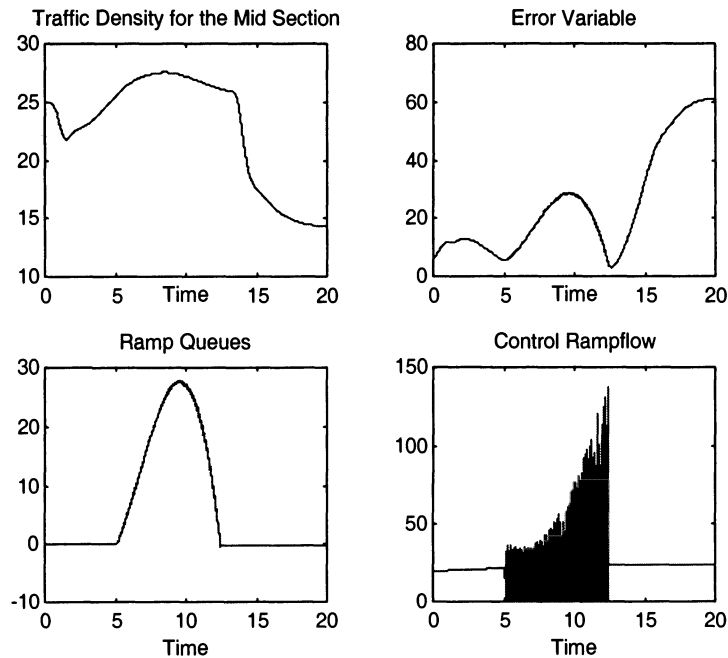 Traffic Density for the Mid Section
30
25
20
15
10
0 5 Time 15 20
Error Variable
80
60
40
20
0
0 5 10 15 20
Time
Ramp Queues
30
20
10
0
-10
0 5 10 15 20
Time
Control Rampflow
150
100
50
0
0 5 10 15 20
Time